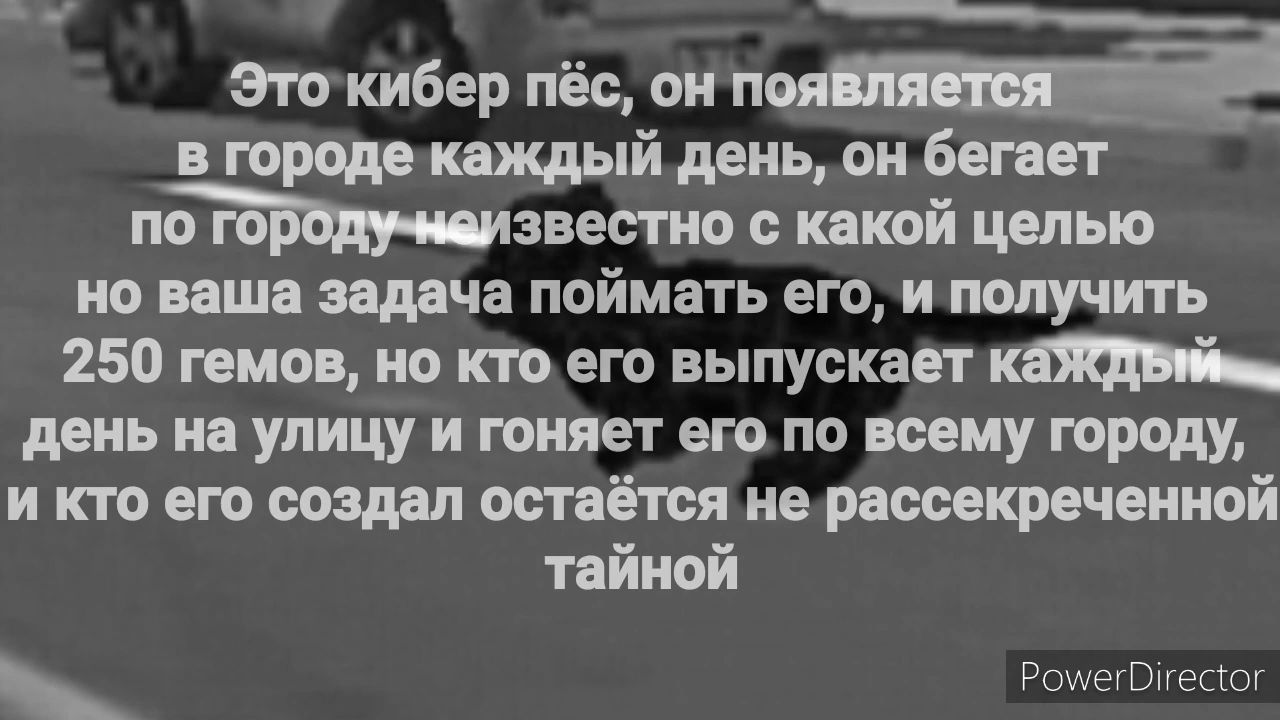 Это кибер пёс, он появляется
в городе каждый день, он бегает
по городу неизвестно с какой целью
но ваша задача поймать его, и получить
250 гемов, но кто его выпускает каждый
день на улицу и гоняет его по всему городу,
и кто его создал остаётся не рассекреченной
тайной
PowerDirector